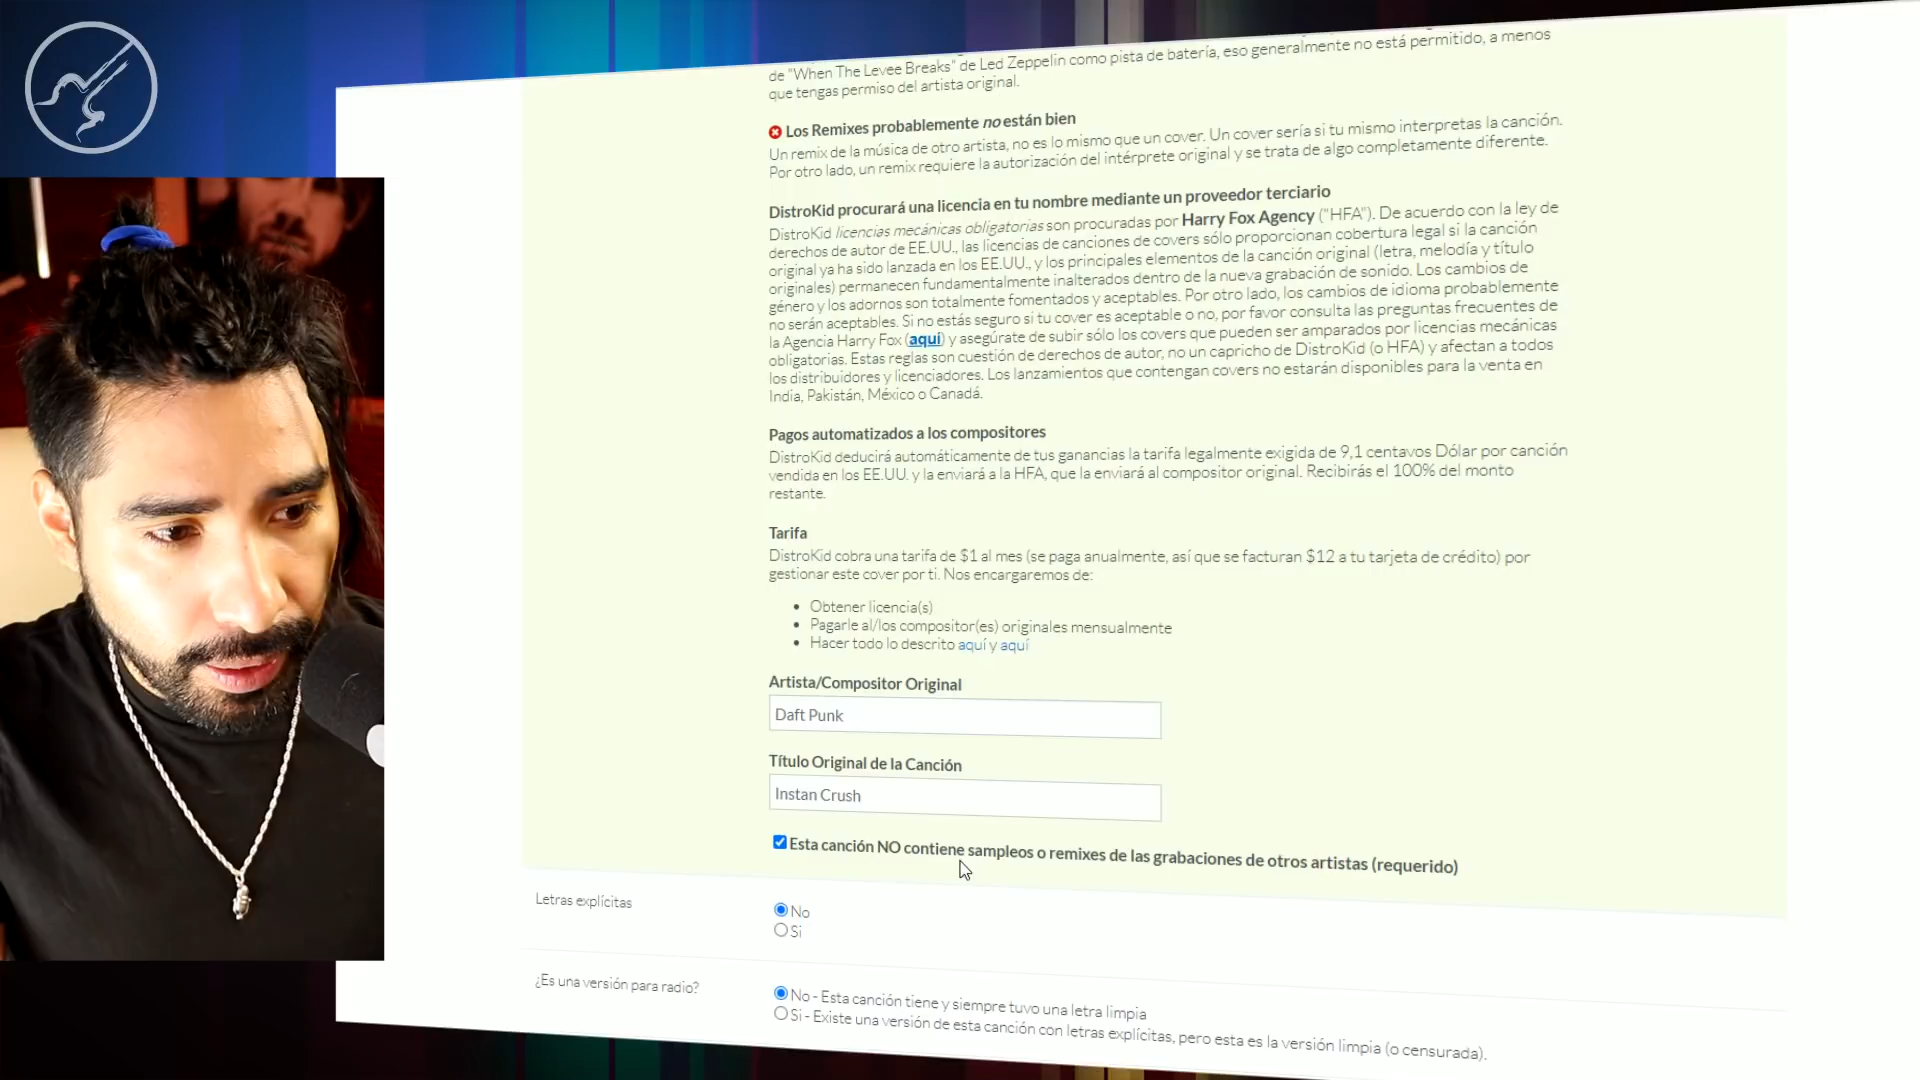 de "When The Levee Breaks" de Led Zeppelin como pista de batería, eso generalmente no está permitido, a menos
que tengas permiso del artista original.
Los Remixes probablemente no están bien
Un remix de la música de otro artista, no es lo mismo que un cover. Un cover sería si tu mismo interpretas la canción.
Por otro lado, un remix requiere la autorización del intérprete original y se trata de algo completamente diferente.
DistroKid procurará una licencia en tu nombre mediante un proveedor terciario
DistroKid licencias mecánicas obligatorias son procuradas por Harry Fox Agency ("HFA"). De acuerdo con la ley de
derechos de autor de EE.UU., las licencias de canciones de covers sólo proporcionan cobertura legal si la canción
original ya ha sido lanzada en los EE.UU., y los principales elementos de la canción original (letra, melodía y título
originales) permanecen fundamentalmente inalterados dentro de la nueva grabación de sonido. Los cambios de
género y los adornos son totalmente fomentados y aceptables. Por otro lado, los cambios de idioma probablemente
no serán aceptables. Si no estás seguro si tu cover es aceptable o no, por favor consulta las preguntas frecuentes de
la Agencia Harry Fox (aquí) y asegúrate de subir sólo los covers que pueden ser amparados por licencias mecánicas
obligatorias. Estas reglas son cuestión de derechos de autor, no un capricho de DistroKid (o HFA) y afectan a todos
los distribuidores y licenciadores. Los lanzamientos que contengan covers no estarán disponibles para la venta en
India, Pakistán, México o Canadá.
Pagos automatizados a los compositores
DistroKid deducirá automáticamente de tus ganancias la tarifa legalmente exigida de 9,1 centavos Dólar por canción
vendida en los EE.UU. y la enviará a la HFA, que la enviará al compositor original. Recibirás el 100% del monto
restante.
Tarifa
DistroKid cobra una tarifa de $1 al mes (se paga anualmente, así que se facturan $12 a tu tarjeta de crédito) por
gestionar este cover por ti. Nos encargaremos de:
• Obtener licencia(s)
• Pagarle al/los compositor(es) originales mensualmente
• Hacer todo lo descrito aquí y aquí
Artista/Compositor Original
Daft Punk
Título Original de la Canción
Instan Crush
Esta canción NO contiene sampleos o remixes de las grabaciones de otros artistas (requerido)
Letras explícitas
No
Si
¿Es una versión para radio?
No - Esta canción tiene y siempre tuvo una letra limpia
Si - Existe una versión de esta canción con letras explícitas, pero esta es la versión limpia (o censurada).